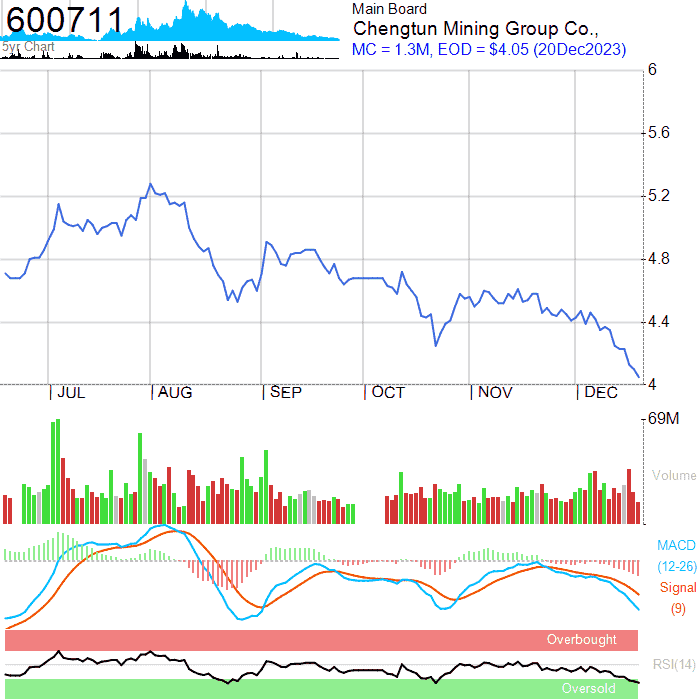 600711
5yr Chart
Main Board
Chengtun Mining Group Co.,
MC = 1.3M, EOD = $4.05 (20Dec2023)
6
5.6
5.2
4.8
4.4
4
JUL
AUG
SEP
OCT
NOV
DEC
69M
Volume
MACD
(12-26)
Signal
(9)
Overbought
RSI(14)
Oversold